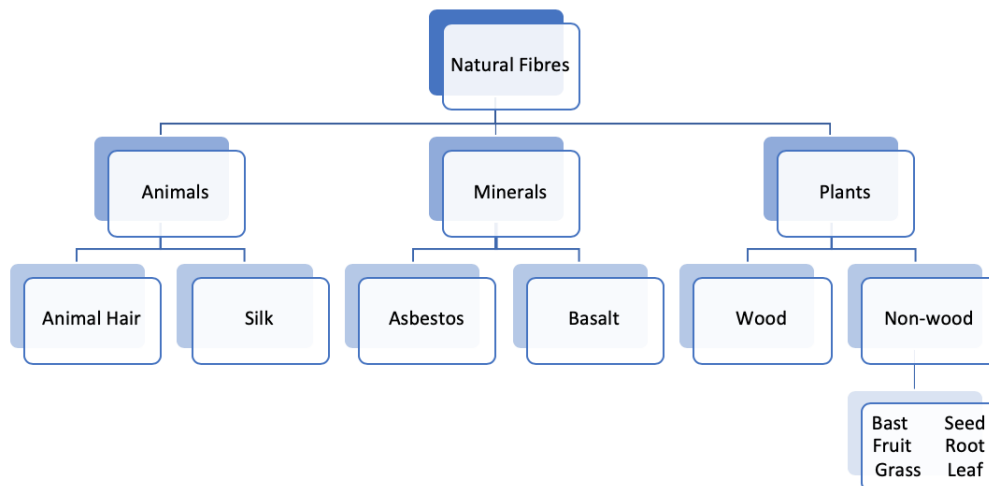 Natural Fibres
Animals
Minerals
Plants
Animal Hair
Silk
Asbestos
Basalt
Wood
Non-wood
Bast Seed
Fruit Root
Grass Leaf